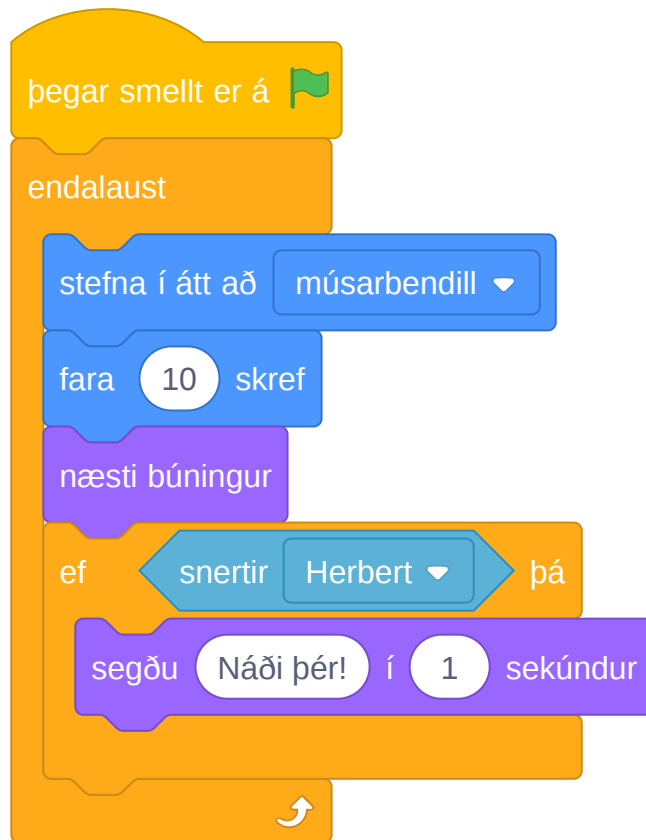 þegar smellt er á
endalaust
stefna í átt að músarbendill
fara 10 skref
næsti búningur
ef snertir Herbert þá
segðu Náði þér! í 1 sekúndur